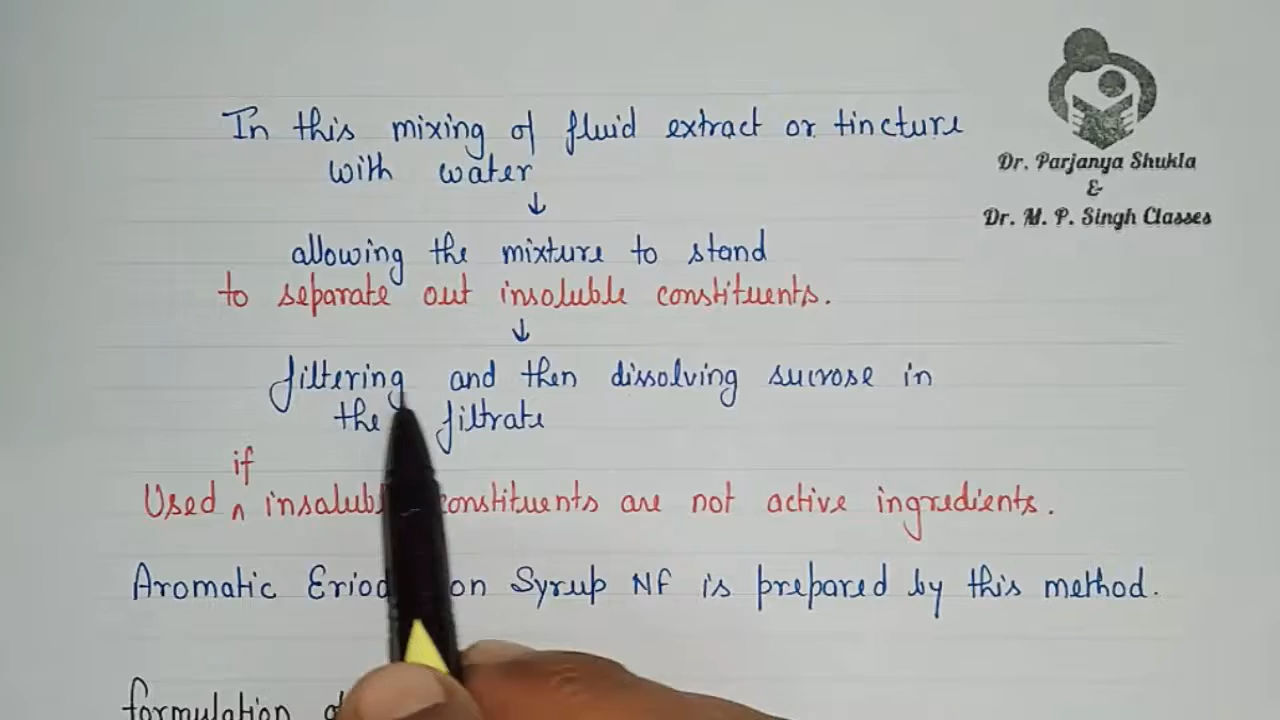 In this mixing of fluid extract or tincture
with water
↓
allowing the mixture to stand
to separate out insoluble constituents.
↓
filtering and then dissolving sucrose in
the filtrate
if
Used ∧ constituents are not active ingredients.
Aromatic Syrup NF is prepared by this method.
formulation
Dr. Parjanya Shukla
&
Dr. M. P. Singh Classes